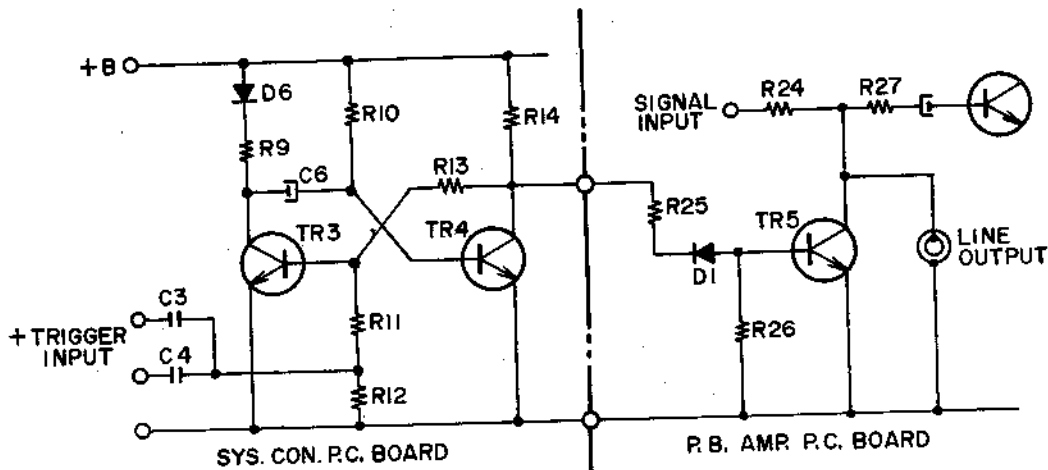 +B
D6
R10
R14
R9
C6
R13
TR3
TR4
C3
+ TRIGGER
INPUT
C4
R11
R12
SYS. CON. P.C. BOARD
SIGNAL
INPUT
R24
R27
R25
D1
TR5
R26
LINE
OUTPUT
P. B. AMP. P.C. BOARD